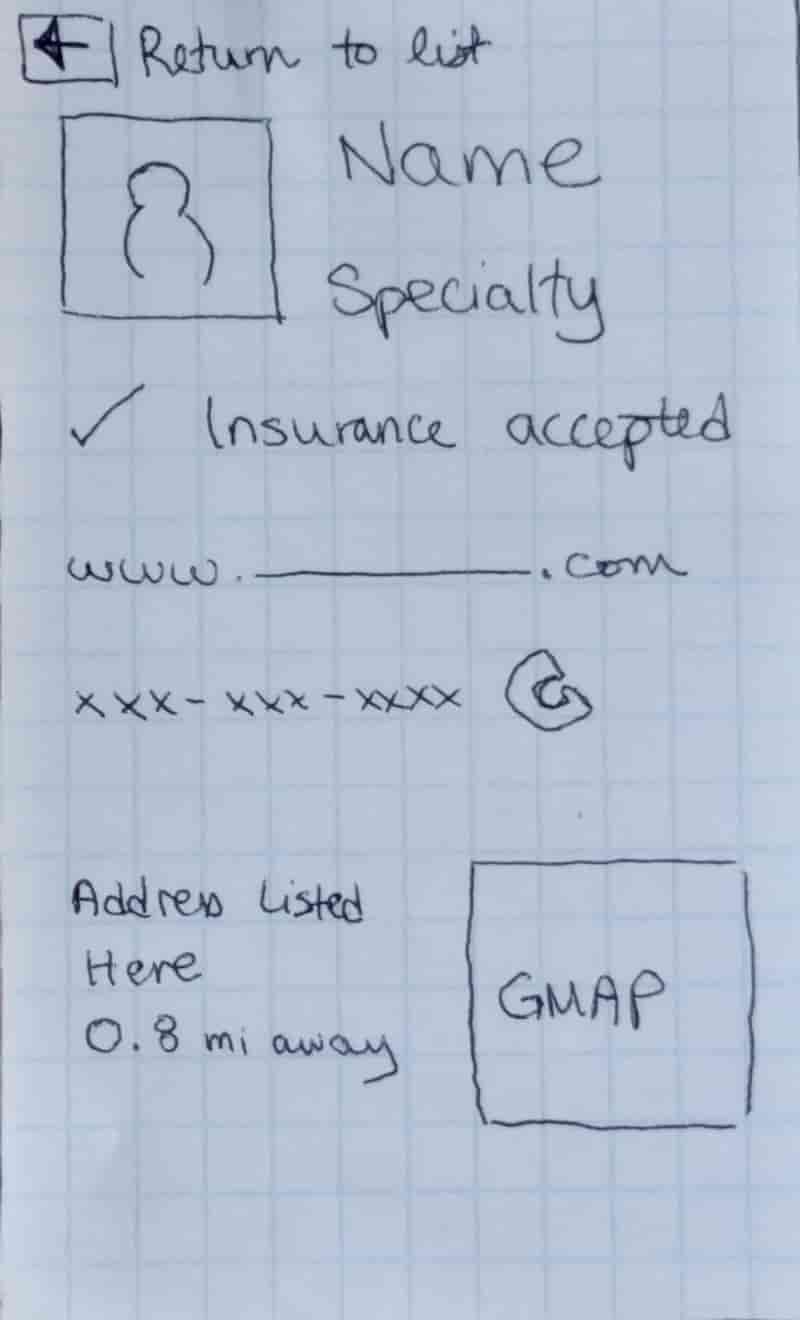 Return to list
Name
Specialty
✓ Insurance accepted
www.__________.com
xxx-xxx-xxxx
Address Listed
Here
0.8 mi away
GMAP